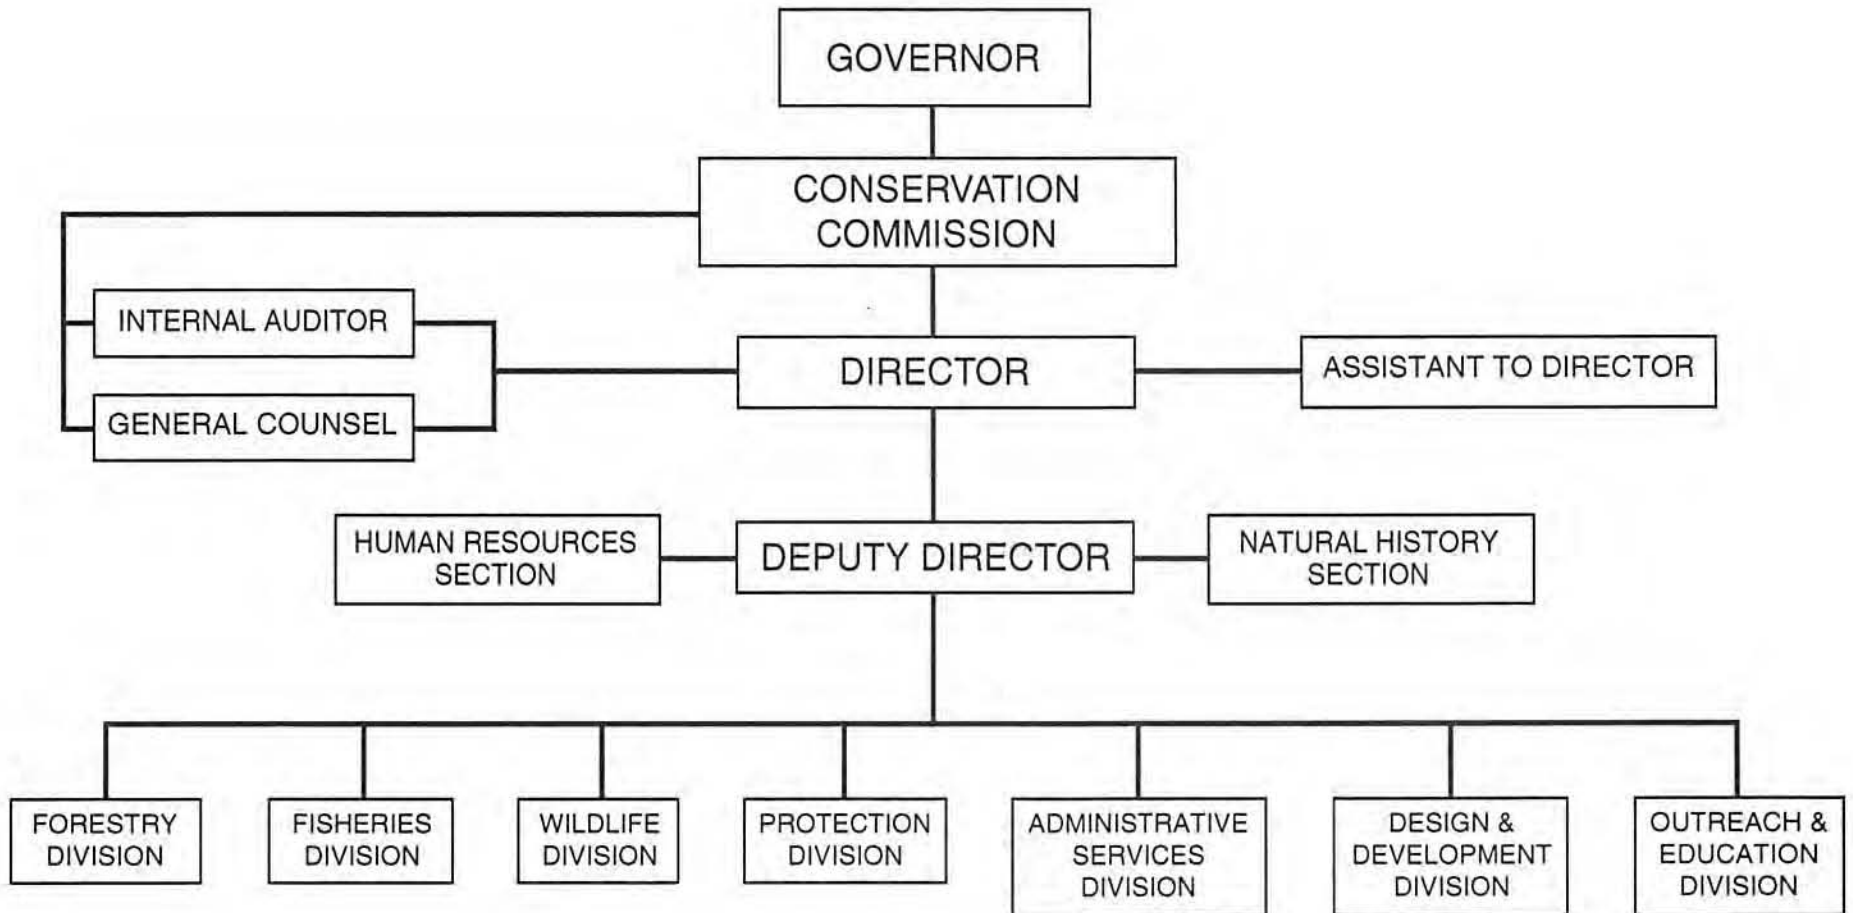 GOVERNOR
CONSERVATION
COMMISSION
INTERNAL AUDITOR
GENERAL COUNSEL
DIRECTOR
ASSISTANT TO DIRECTOR
HUMAN RESOURCES
SECTION
DEPUTY DIRECTOR
NATURAL HISTORY
SECTION
FORESTRY
DIVISION
FISHERIES
DIVISION
WILDLIFE
DIVISION
PROTECTION
DIVISION
ADMINISTRATIVE
SERVICES
DIVISION
DESIGN &
DEVELOPMENT
DIVISION
OUTREACH &
EDUCATION
DIVISION